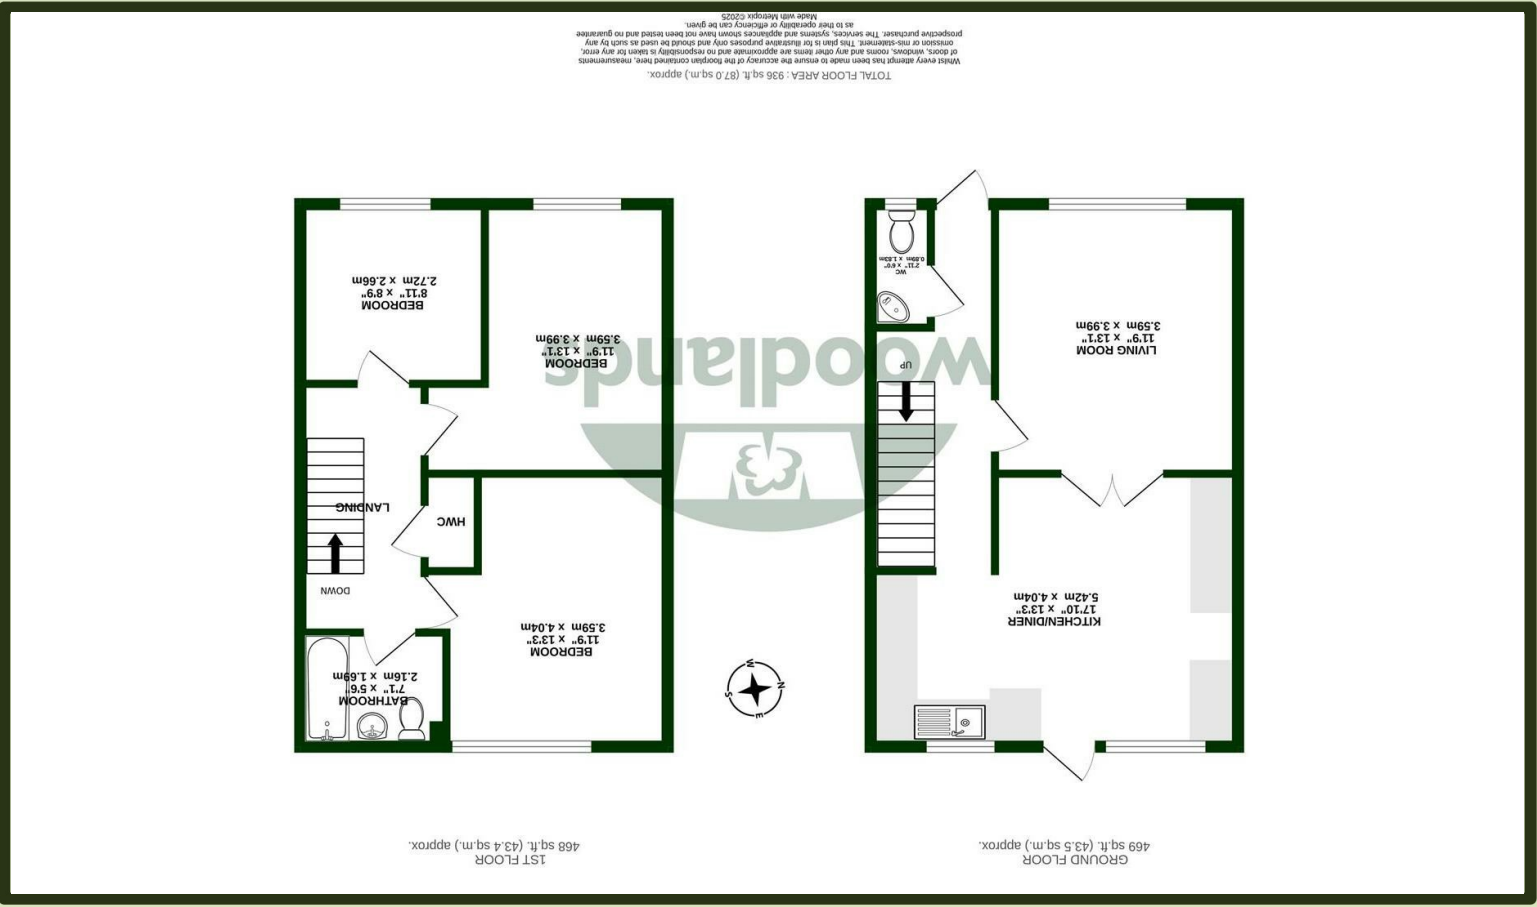 GROUND FLOOR
469 sq.ft. (43.5 sq.m.) approx.
1ST FLOOR
468 sq.ft. (43.4 sq.m.) approx.
KITCHEN/DINER
17'10" x 13'3"
5.42m x 4.04m
LIVING ROOM
11'9" x 13'1"
3.59m x 3.99m
UP
WC
2'11" x 6'0"
0.89m x 1.83m
BATHROOM
7'1" x 5'6"
2.16m x 1.69m
BEDROOM
11'9" x 13'3"
3.59m x 4.04m
DOWN
LANDING
HWC
BEDROOM
11'9" x 13'1"
3.59m x 3.99m
BEDROOM
8'11" x 8'9"
2.72m x 2.66m
N
E
S
W
woodlands
TOTAL FLOOR AREA : 936 sq.ft. (87.0 sq.m.) approx.
Whilst every attempt has been made to ensure the accuracy of the floorplan contained here, measurements
of doors, windows, rooms and any other items are approximate and no responsibility is taken for any error,
omission or mis-statement. This plan is for illustrative purposes only and should be used as such by any
prospective purchaser. The services, systems and appliances shown have not been tested and no guarantee
as to their operability or efficiency can be given.
Made with Metropix ©2025